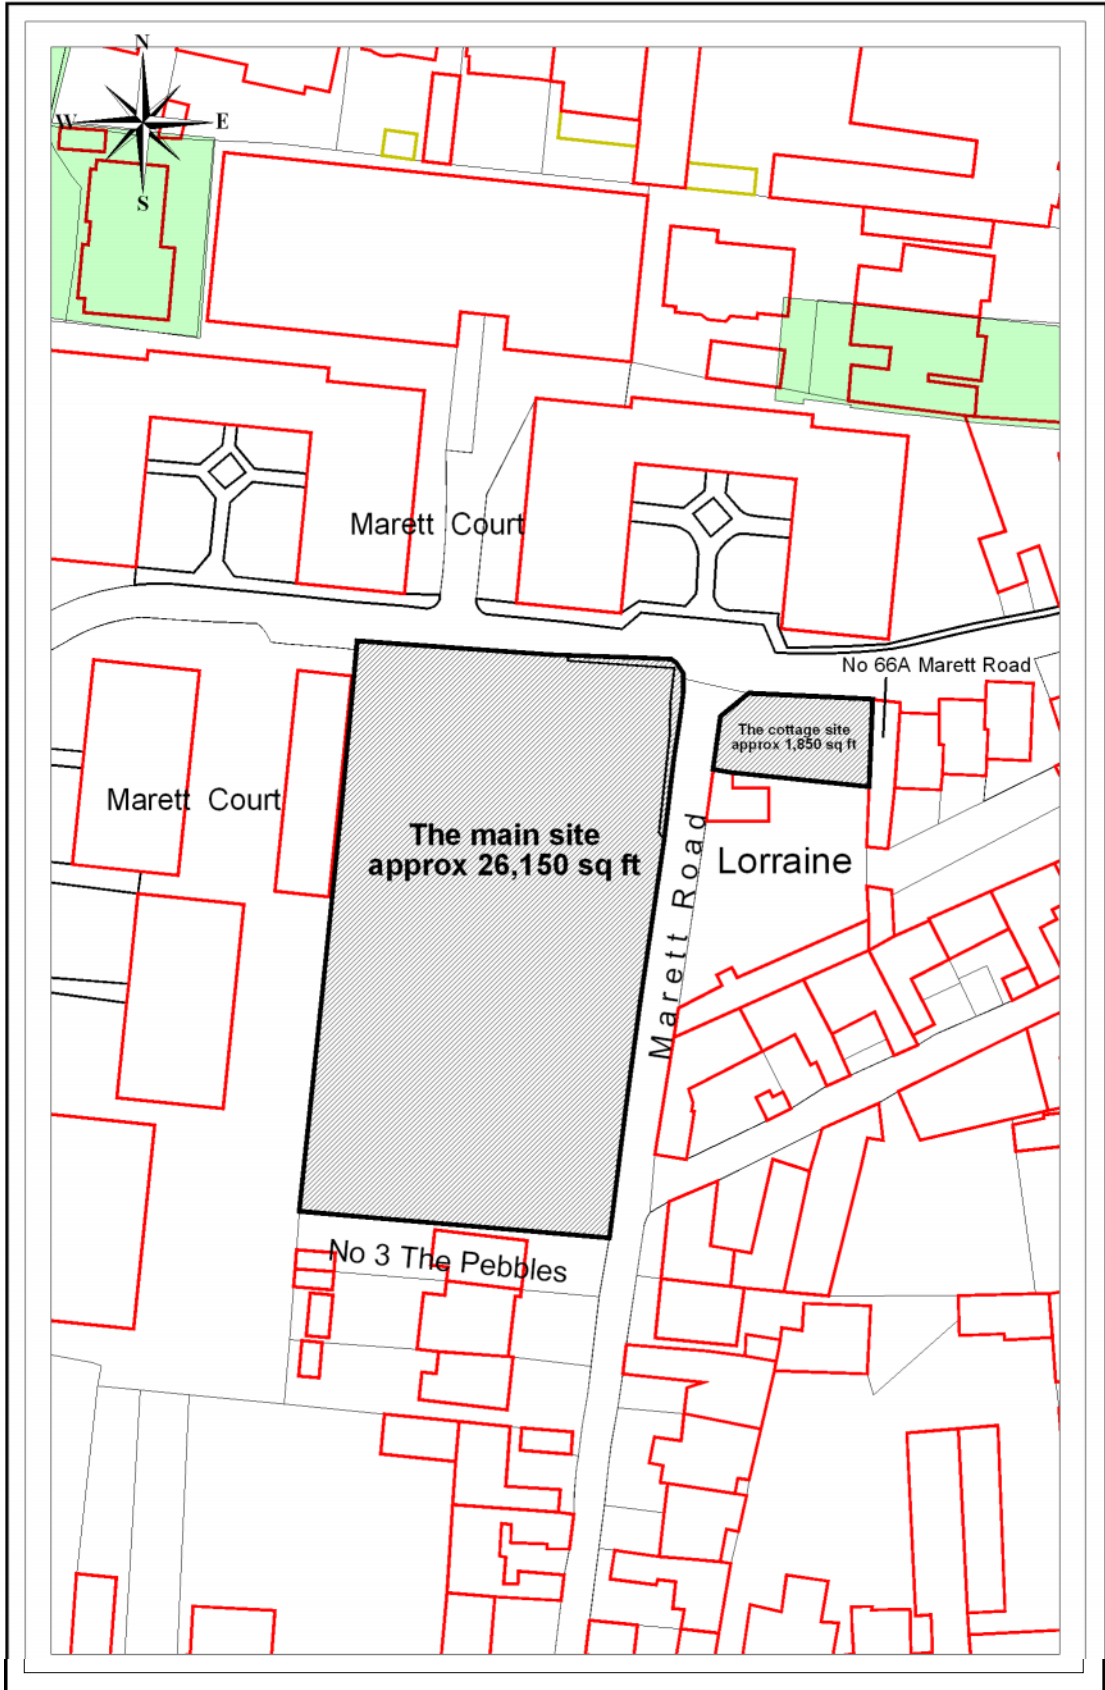 N
W E
S
Marett Court
No 66A Marett Road
The cottage site
approx 1,850 sq ft
Marett Court
The main site
approx 26,150 sq ft
Marett Road
Lorraine
No 3 The Pebbles